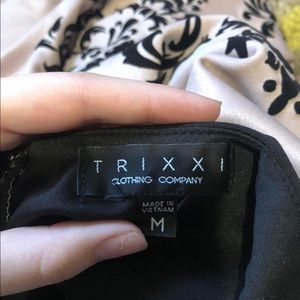 TRIXXI
CLOTHING COMPANY
MADE IN
VIETNAM
M